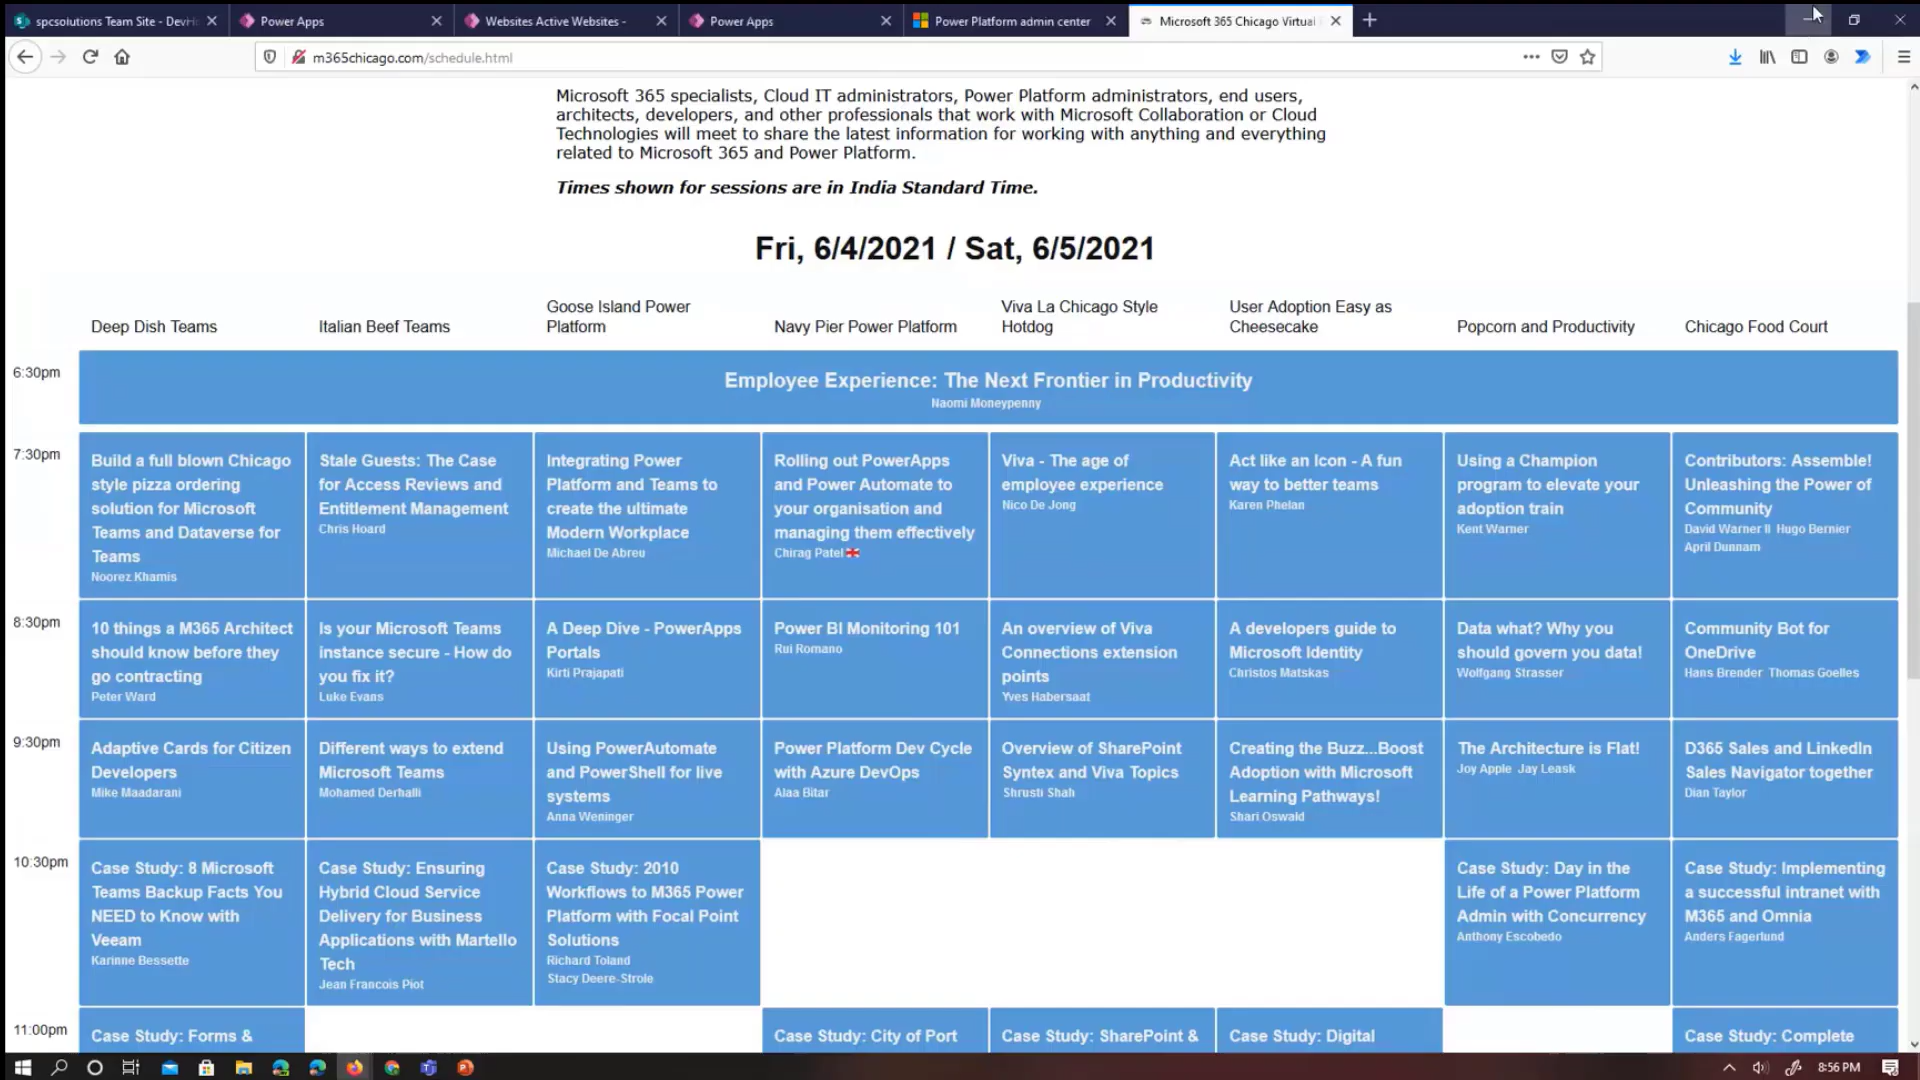 spcsoultions Team Site - DevHi
Power Apps
Websites Active Websites -
Power Apps
Power Platform admin center
Microsoft 365 Chicago Virtual
m365chicago.com/schedule.html
Microsoft 365 specialists, Cloud IT administrators, Power Platform administrators, end users,
architects, developers, and other professionals that work with Microsoft Collaboration or Cloud
Technologies will meet to share the latest information for working with anything and everything
related to Microsoft 365 and Power Platform.
Times shown for sessions are in India Standard Time.
Fri, 6/4/2021 / Sat, 6/5/2021
Deep Dish Teams
Italian Beef Teams
Goose Island Power
Platform
Navy Pier Power Platform
Viva La Chicago Style
Hotdog
User Adoption Easy as
Cheesecake
Popcorn and Productivity
Chicago Food Court
6:30pm
Employee Experience: The Next Frontier in Productivity
Naomi Moneypenny
7:30pm
Build a full blown Chicago
style pizza ordering
solution for Microsoft
Teams and Dataverse for
Teams
Noorez Khamis
Stale Guests: The Case
for Access Reviews and
Entitlement Management
Chris Hoard
Integrating Power
Platform and Teams to
create the ultimate
Modern Workplace
Michael De Abreu
Rolling out PowerApps
and Power Automate to
your organisation and
managing them effectively
Chirag Patel
Viva - The age of
employee experience
Nico De Jong
Act like an Icon - A fun
way to better teams
Karen Phelan
Using a Champion
program to elevate your
adoption train
Kent Warner
Contributors: Assemble!
Unleashing the Power of
Community
David Warner II Hugo Bernier
April Dunnam
8:30pm
10 things a M365 Architect
should know before they
go contracting
Peter Ward
Is your Microsoft Teams
instance secure - How do
you fix it?
Luke Evans
A Deep Dive - PowerApps
Portals
Kirti Prajapati
Power BI Monitoring 101
Rui Romano
An overview of Viva
Connections extension
points
Yves Habersaat
A developers guide to
Microsoft Identity
Christos Matskas
Data what? Why you
should govern you data!
Wolfgang Strasser
Community Bot for
OneDrive
Hans Brender Thomas Goelles
9:30pm
Adaptive Cards for Citizen
Developers
Mike Maadarani
Different ways to extend
Microsoft Teams
Mohamed Derhalli
Using PowerAutomate
and PowerShell for live
systems
Anna Weninger
Power Platform Dev Cycle
with Azure DevOps
Alaa Bitar
Overview of SharePoint
Syntex and Viva Topics
Shrusti Shah
Creating the Buzz...Boost
Adoption with Microsoft
Learning Pathways!
Shari Oswald
The Architecture is Flat!
Joy Apple Jay Leask
D365 Sales and LinkedIn
Sales Navigator together
Dian Taylor
10:30pm
Case Study: 8 Microsoft
Teams Backup Facts You
NEED to Know with
Veeam
Karinne Bessette
Case Study: Ensuring
Hybrid Cloud Service
Delivery for Business
Applications with Martello
Tech
Jean Francois Piot
Case Study: 2010
Workflows to M365 Power
Platform with Focal Point
Solutions
Richard Toland
Stacy Deere-Strole
Case Study: Day in the
Life of a Power Platform
Admin with Concurrency
Anthony Escobedo
Case Study: Implementing
a successful intranet with
M365 and Omnia
Anders Fagerlund
11:00pm
Case Study: Forms &
Case Study: City of Port
Case Study: SharePoint &
Case Study: Digital
Case Study: Complete
8:56 PM